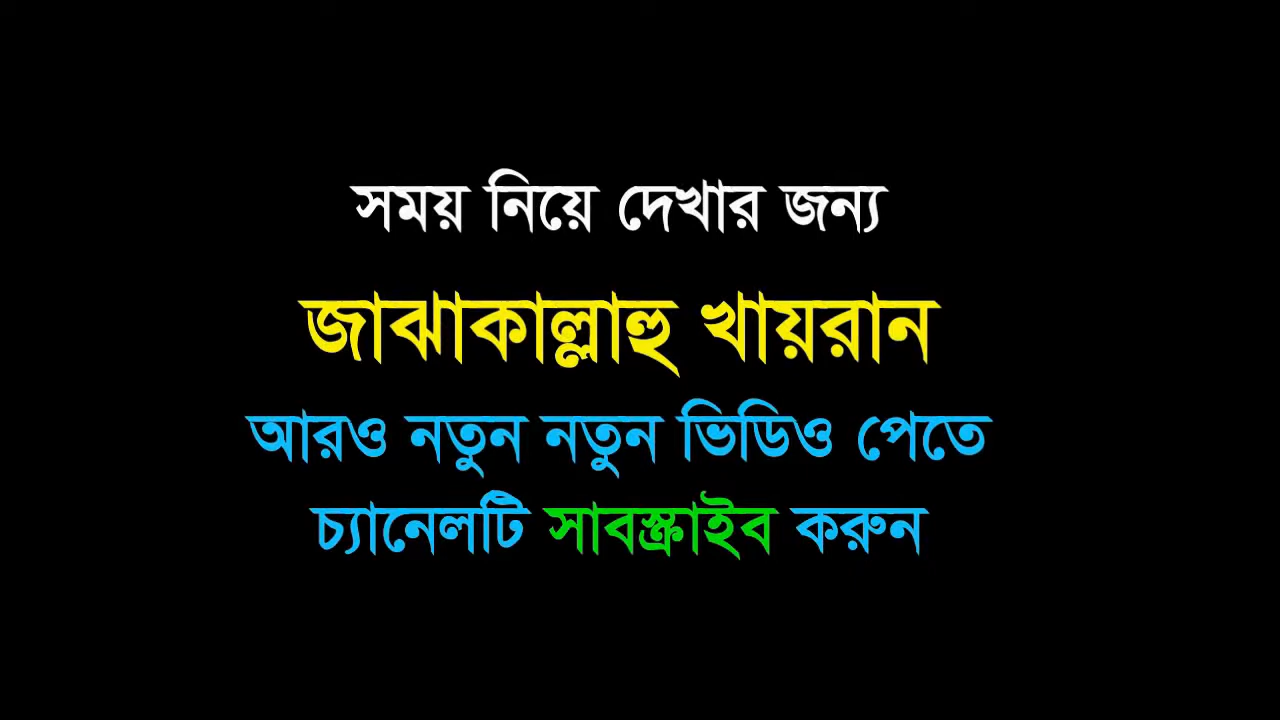 সময় নিয়ে দেখার জন্য
জাঝাকাল্লাহু খায়রান
আরও নতুন নতুন ভিডিও পেতে
চ্যানেলটি সাবস্ক্রাইব করুন